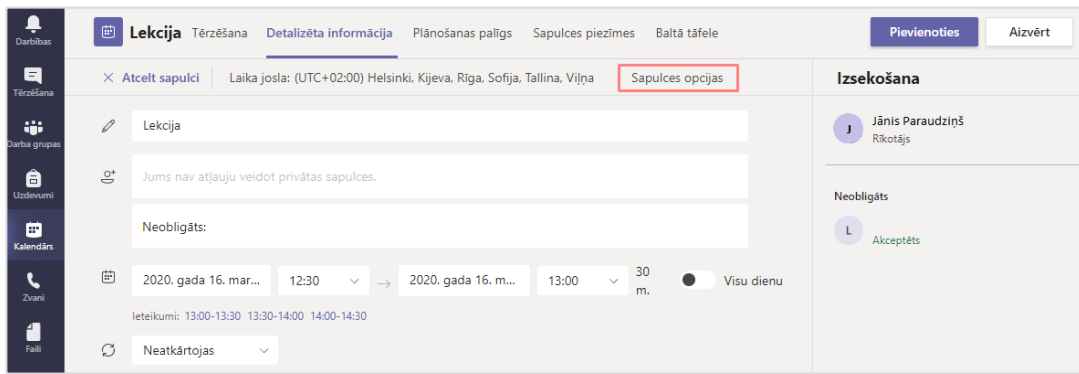 Darbības
Tērzēšana
Darba grupas
Uzdevumi
Kalendārs
Zvani
Faili
Lekcija Tērzēšana Detalizēta informācija Plānošanas palīgs Sapulces piezīmes Baltā tāfele Pievienoties Aizvērt
Atcelt sapulci Laika josla: (UTC+02:00) Helsinki, Kijeva, Rīga, Sofija, Tallina, Viļņa Sapulces opcijas
Lekcija
Jums nav atļauju veidot privātas sapulces.
Neobligāts:
2020. gada 16. mar... 12:30 → 2020. gada 16. m... 13:00 30 m. Visu dienu
Ieteikumi: 13:00-13:30 13:30-14:00 14:00-14:30
Neatkārtojas
Izsekošana
J Jānis Paraudziņš
Rīkotājs
Neobligāts
L
Akceptēts